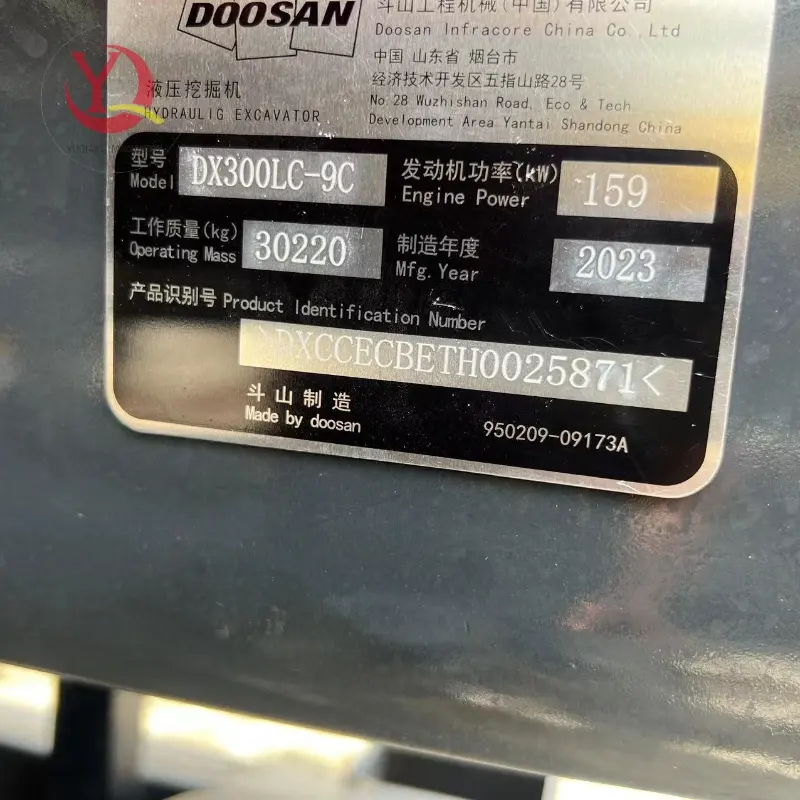 DOOSAN
斗山工程机械(中国)有限公司
Doosan Infracore China Co.,Ltd
中国 山东省 烟台市
经济技术开发区五指山路28号
No.28 Wuzhishan Road, Eco & Tech
Development Area Yantai Shandong China
液压挖掘机
HYDRAULIG EXCAVATOR
型号
Model
DX300LC-9C
发动机功率(kW)
Engine Power
159
工作质量(kg)
Operating Mass
30220
制造年度
Mfg. Year
2023
产品识别号 Product Identification Number
>DXCCECBETH0025871<
斗山制造
Made by doosan
950209-09173A